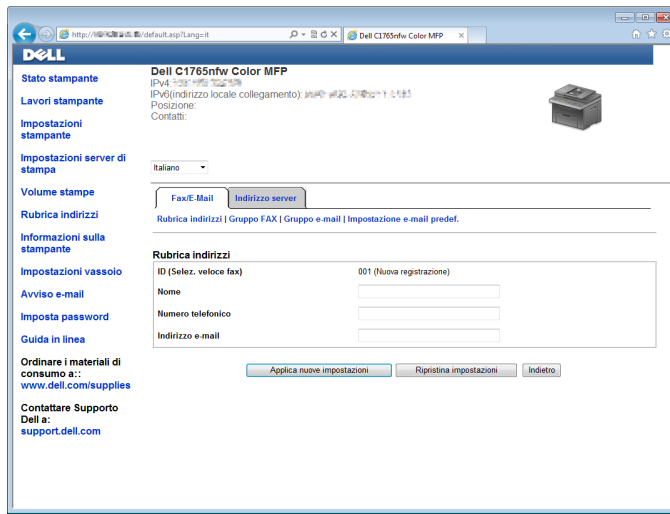 http://
/default.asp?Lang=it
Dell C1765nfw Color MFP
DELL
Stato stampante
Lavori stampante
Impostazioni
stampante
Impostazioni server di
stampa
Volume stampe
Rubrica indirizzi
Informazioni sulla
stampante
Impostazioni vassoio
Avviso e-mail
Imposta password
Guida in linea
Ordinare i materiali di
consumo a::
www.dell.com/supplies
Contattare Supporto
Dell a:
support.dell.com
Dell C1765nfw Color MFP
IPv4:
IPv6(indirizzo locale collegamento):
Posizione:
Contatti:
Italiano
Fax/E-Mail
Indirizzo server
Rubrica indirizzi | Gruppo FAX | Gruppo e-mail | Impostazione e-mail predef.
Rubrica indirizzi
ID (Selez. veloce fax) 001 (Nuova registrazione)
Nome
Numero telefonico
Indirizzo e-mail
Applica nuove impostazioni
Ripristina impostazioni
Indietro